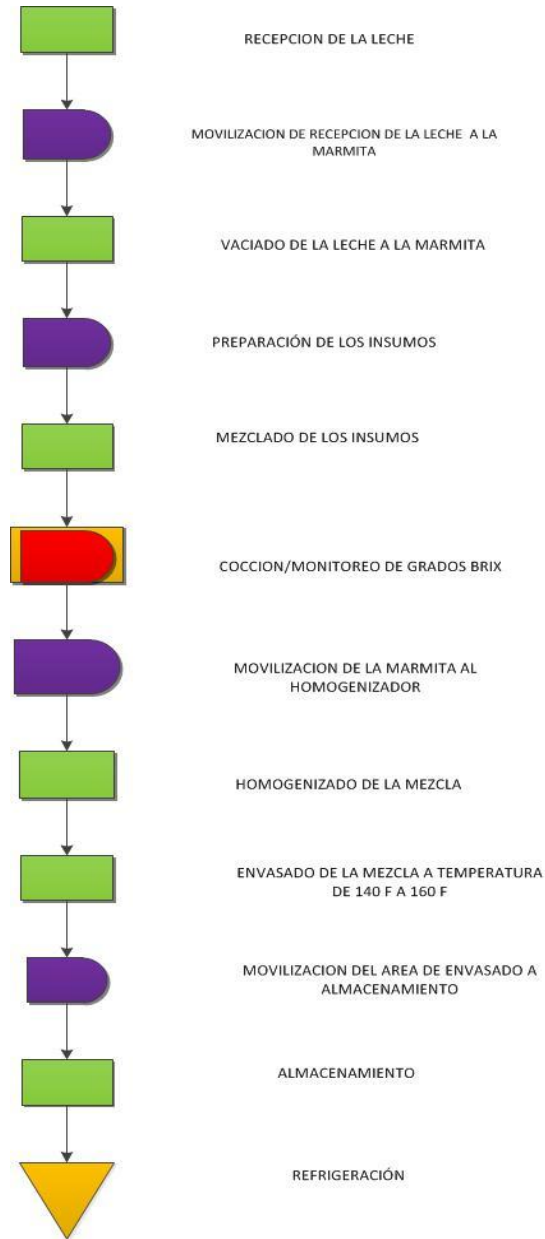 RECEPCION DE LA LECHE
MOVILIZACION DE RECEPCION DE LA LECHE A LA
MARMITA
VACIADO DE LA LECHE A LA MARMITA
PREPARACIÓN DE LOS INSUMOS
MEZCLADO DE LOS INSUMOS
COCCION/MONITOREO DE GRADOS BRIX
MOVILIZACION DE LA MARMITA AL
HOMOGENIZADOR
HOMOGENIZADO DE LA MEZCLA
ENVASADO DE LA MEZCLA A TEMPERATURA
DE 140 F A 160 F
MOVILIZACION DEL AREA DE ENVASADO A
ALMACENAMIENTO
ALMACENAMIENTO
REFRIGERACIÓN